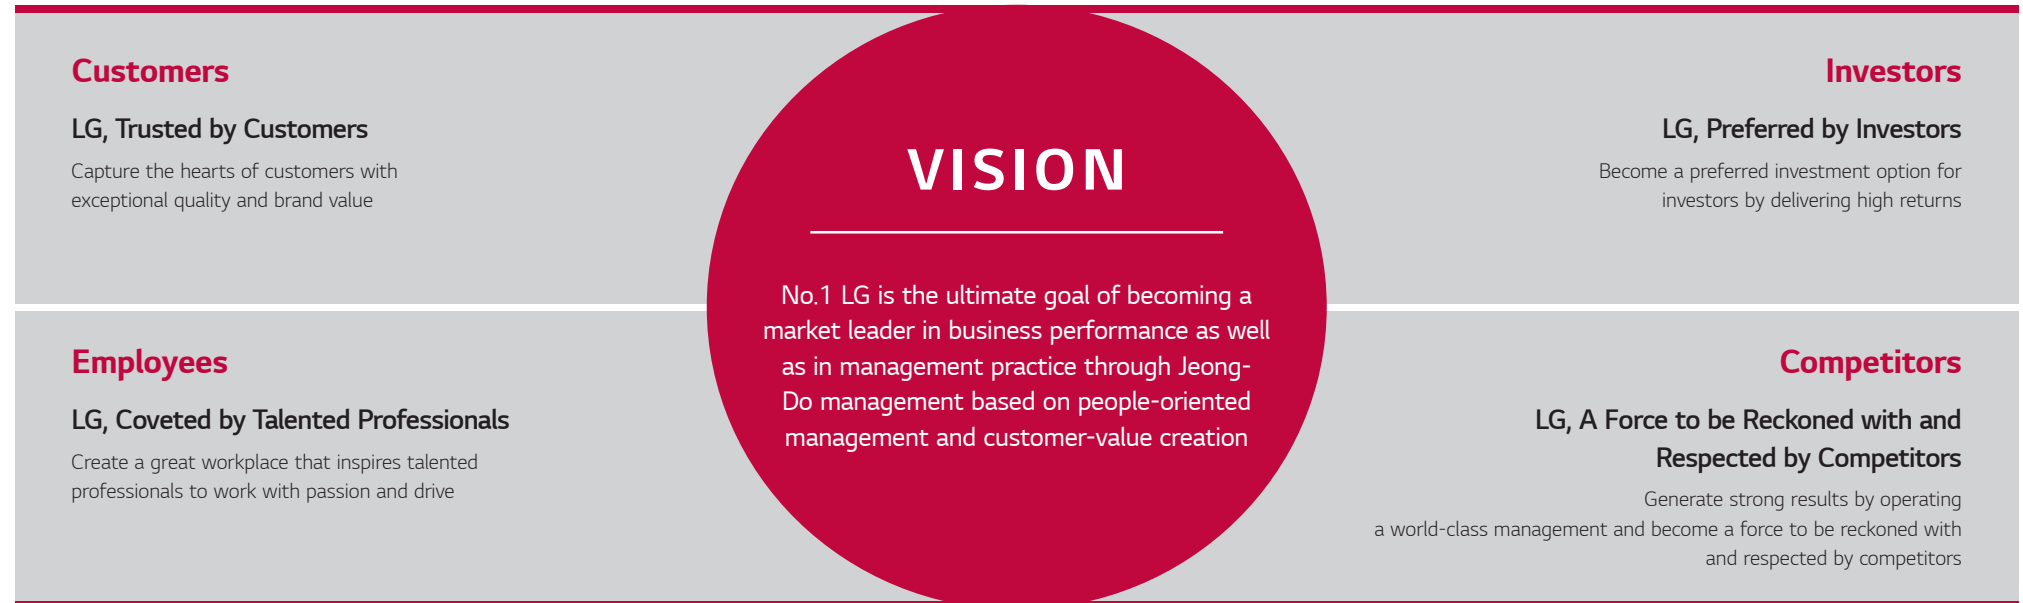 Customers
LG, Trusted by Customers
Capture the hearts of customers with
exceptional quality and brand value
Employees
LG, Coveted by Talented Professionals
Create a great workplace that inspires talented
professionals to work with passion and drive
VISION
No.1 LG is the ultimate goal of becoming a
market leader in business performance as well
as in management practice through Jeong-
Do management based on people-oriented
management and customer-value creation
Investors
LG, Preferred by Investors
Become a preferred investment option for
investors by delivering high returns
Competitors
LG, A Force to be Reckoned with and
Respected by Competitors
Generate strong results by operating
a world-class management and become a force to be reckoned with
and respected by competitors